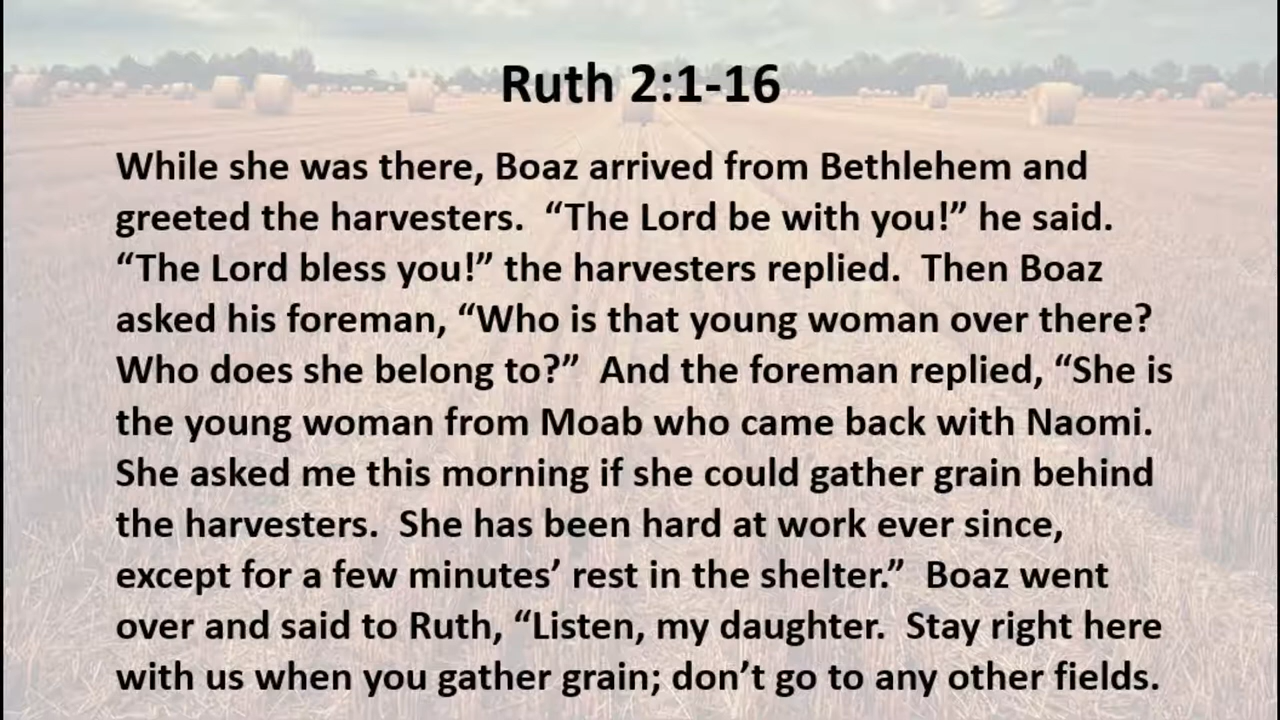 Ruth 2:1-16
While she was there, Boaz arrived from Bethlehem and
greeted the harvesters.  “The Lord be with you!” he said.
“The Lord bless you!” the harvesters replied.  Then Boaz
asked his foreman, “Who is that young woman over there?
Who does she belong to?”  And the foreman replied, “She is
the young woman from Moab who came back with Naomi.
She asked me this morning if she could gather grain behind
the harvesters.  She has been hard at work ever since,
except for a few minutes’ rest in the shelter.”  Boaz went
over and said to Ruth, “Listen, my daughter.  Stay right here
with us when you gather grain; don’t go to any other fields.